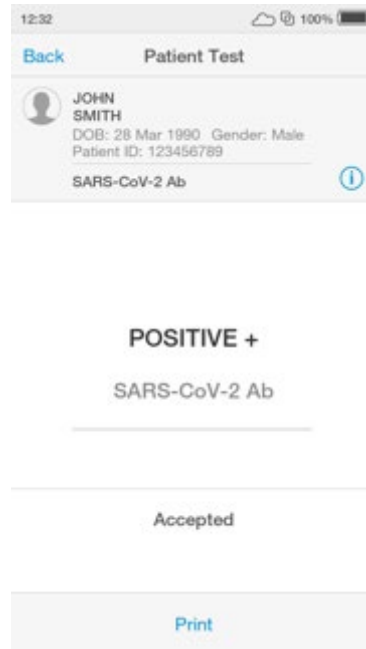 12:32 100%
Back Patient Test
JOHN
SMITH
DOB: 28 Mar 1990 Gender: Male
Patient ID: 123456789
SARS-CoV-2 Ab
POSITIVE +
SARS-CoV-2 Ab
Accepted
Print